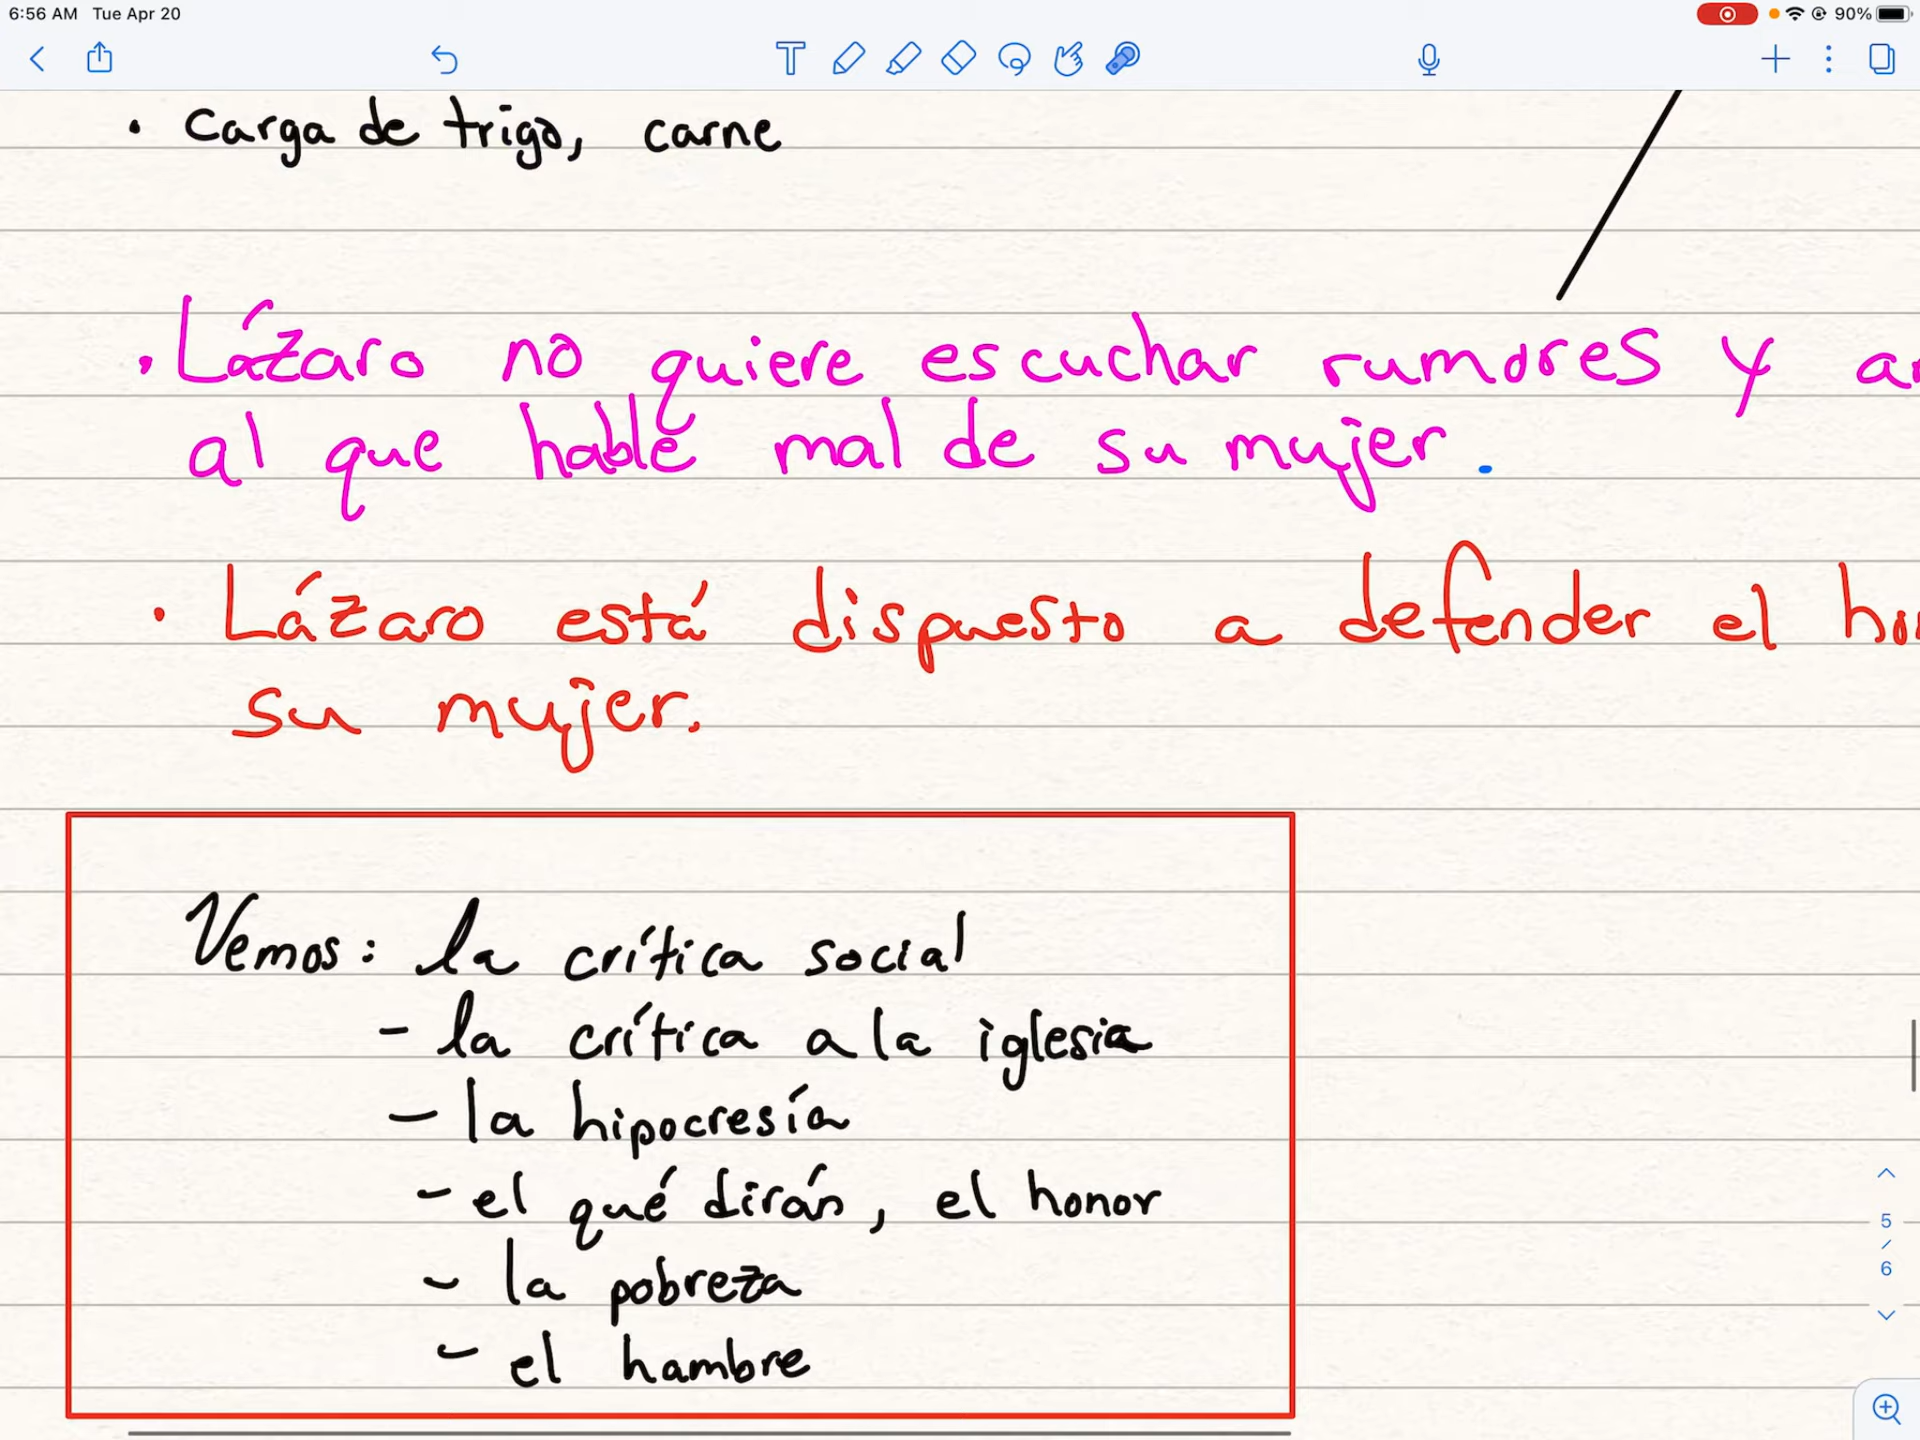 6:56 AM Tue Apr 20
90%
• Carga de trigo, carne
• Lázaro no quiere escuchar rumores y
al que hable mal de su mujer.
• Lázaro está dispuesto a defender el
su mujer.
Vemos: la crítica social
- la crítica a la iglesia
- la hipocresía
- el qué dirán, el honor
- la pobreza
- el hambre
5
/
6